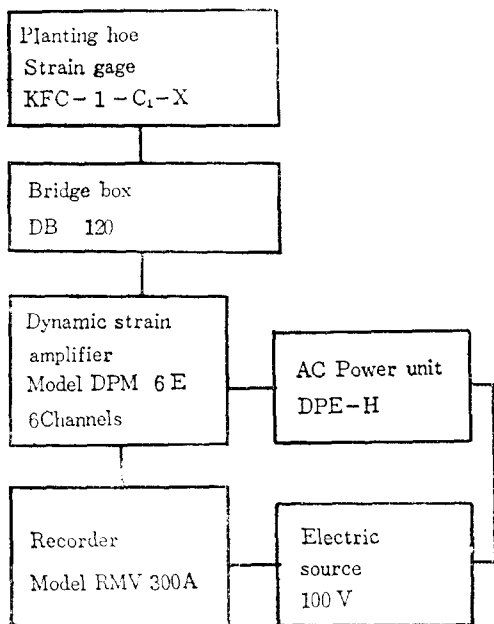 Planting hoe
Strain gage
KFC-1-C₁-X
Bridge box
DB 120
Dynamic strain
amplifier
Model DPM 6E
6Channels
AC Power unit
DPE-H
Recorder
Model RMV 300A
Electric
source
100 V